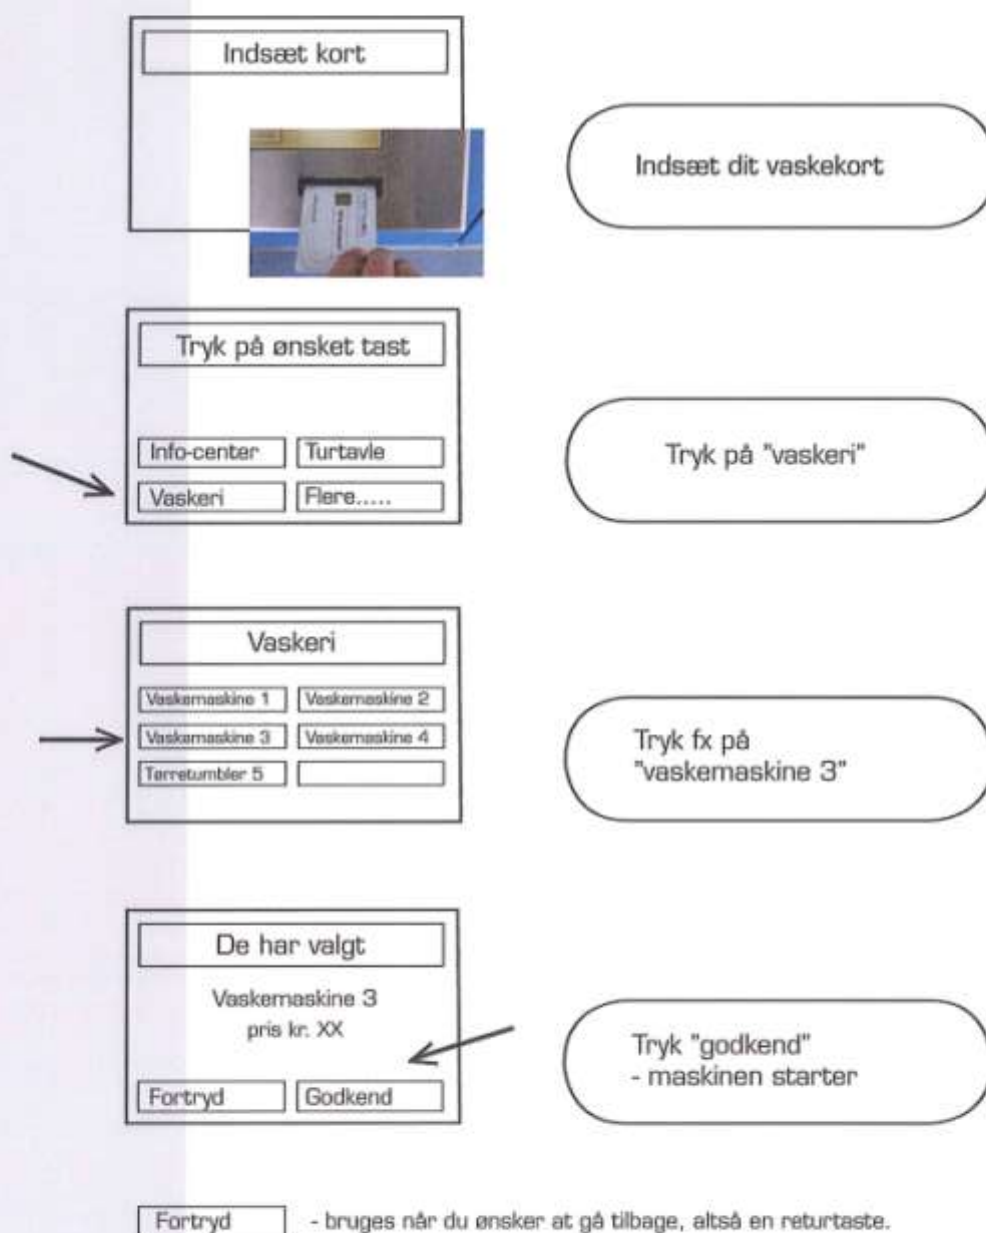 Indsæt kort
Indsæt dit vaskekort
Tryk på ønsket tast
Info-center
Turtavle
Vaskeri
Flere.....
Tryk på "vaskeri"
Vaskeri
Vaskemaskine 1
Vaskemaskine 2
Vaskemaskine 3
Vaskemaskine 4
Tørretumbler 5
Tryk fx på
"vaskemaskine 3"
De har valgt
Vaskemaskine 3
pris kr. XX
Fortryd
Godkend
Tryk "godkend"
- maskinen starter
Fortryd
- bruges når du ønsker at gå tilbage, altså en returtaste.